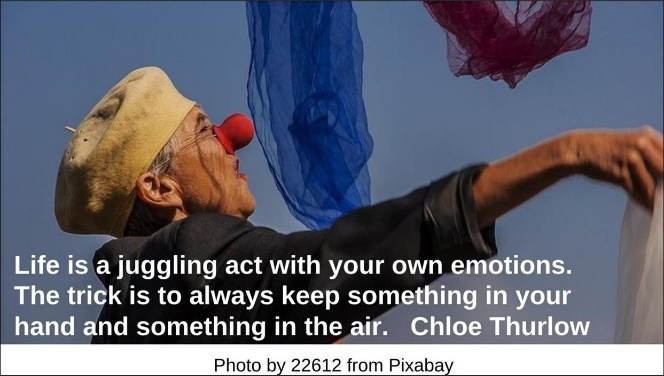 Life is a juggling act with your own emotions.
The trick is to always keep something in your
hand and something in the air.   Chloe Thurlow
Photo by 22612 from Pixabay